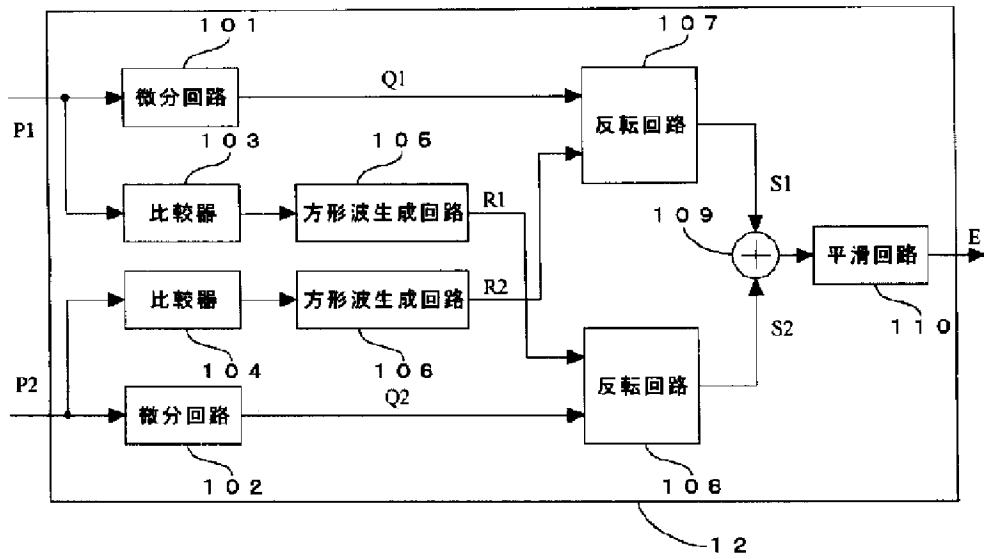 １０１
１０７
Q1
微分回路
P1
反転回路
１０３
１０５
S1
比較器
方形波生成回路
R1
１０９
E
平滑回路
比較器
方形波生成回路
R2
S2
１１０
１０４
１０６
P2
Q2
反転回路
微分回路
１０２
１０８
１２